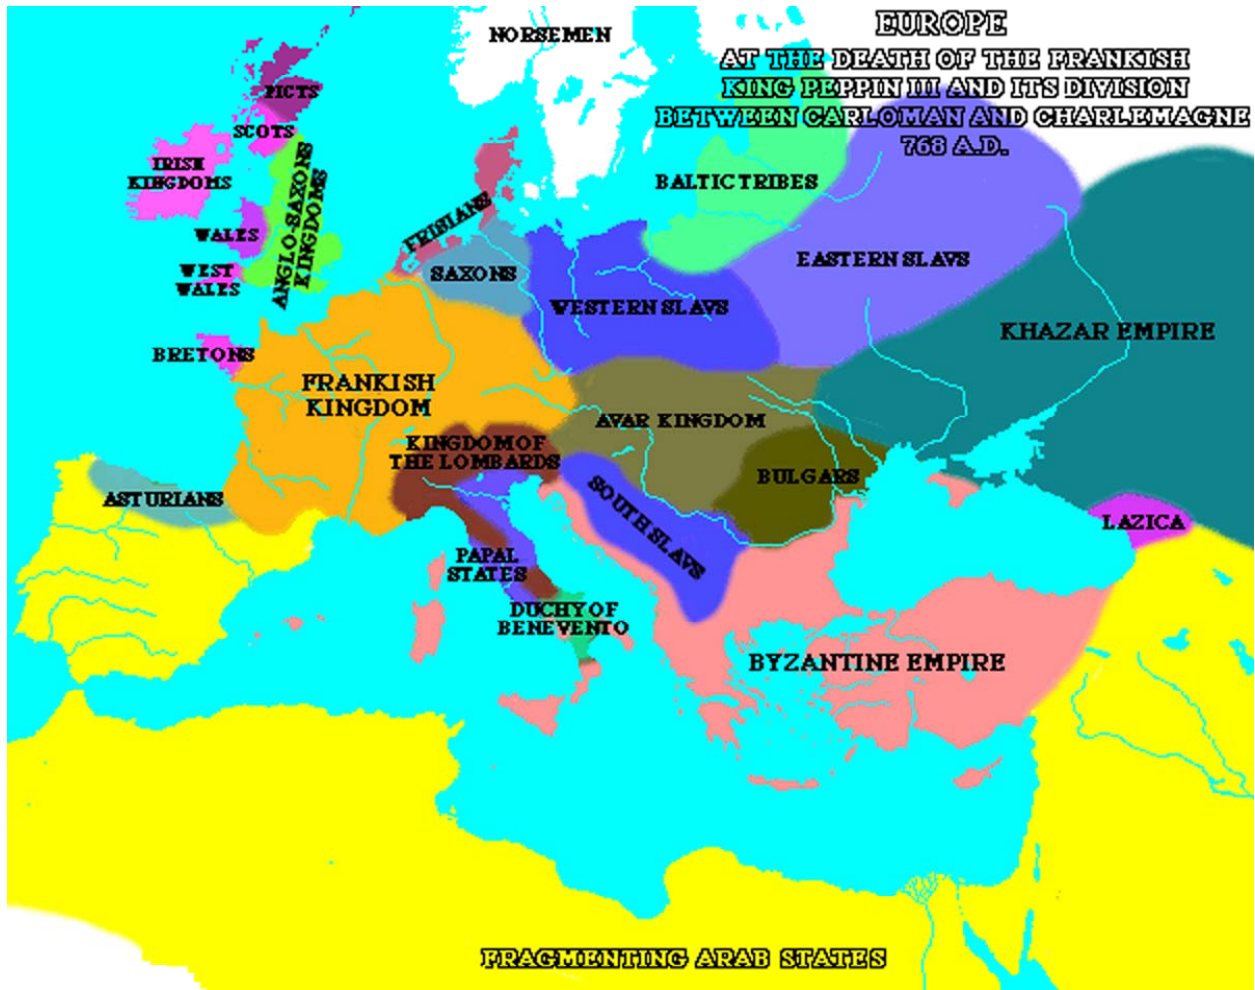 EUROPE
AT THE DEATH OF THE FRANKISH
KING PEPPIN III AND ITS DIVISION
BETWEEN CARLOMAN AND CHARLEMAGNE
768 A.D.
NORSEMEN
PICTS
SCOTS
IRISH
KINGDOMS
ANGLO-SAXONS
KINGDOMS
WALES
WEST
WALES
BRETONS
FRISIANS
SAXONS
BALTIC TRIBES
EASTERN SLAVS
WESTERN SLAVS
KHAZAR EMPIRE
FRANKISH
KINGDOM
AVAR KINGDOM
KINGDOM OF
THE LOMBARDS
BULGARS
ASTURIANS
SOUTH SLAVS
LAZICA
PAPAL
STATES
DUCHY OF
BENEVENTO
BYZANTINE EMPIRE
FRAGMENTING ARAB STATES